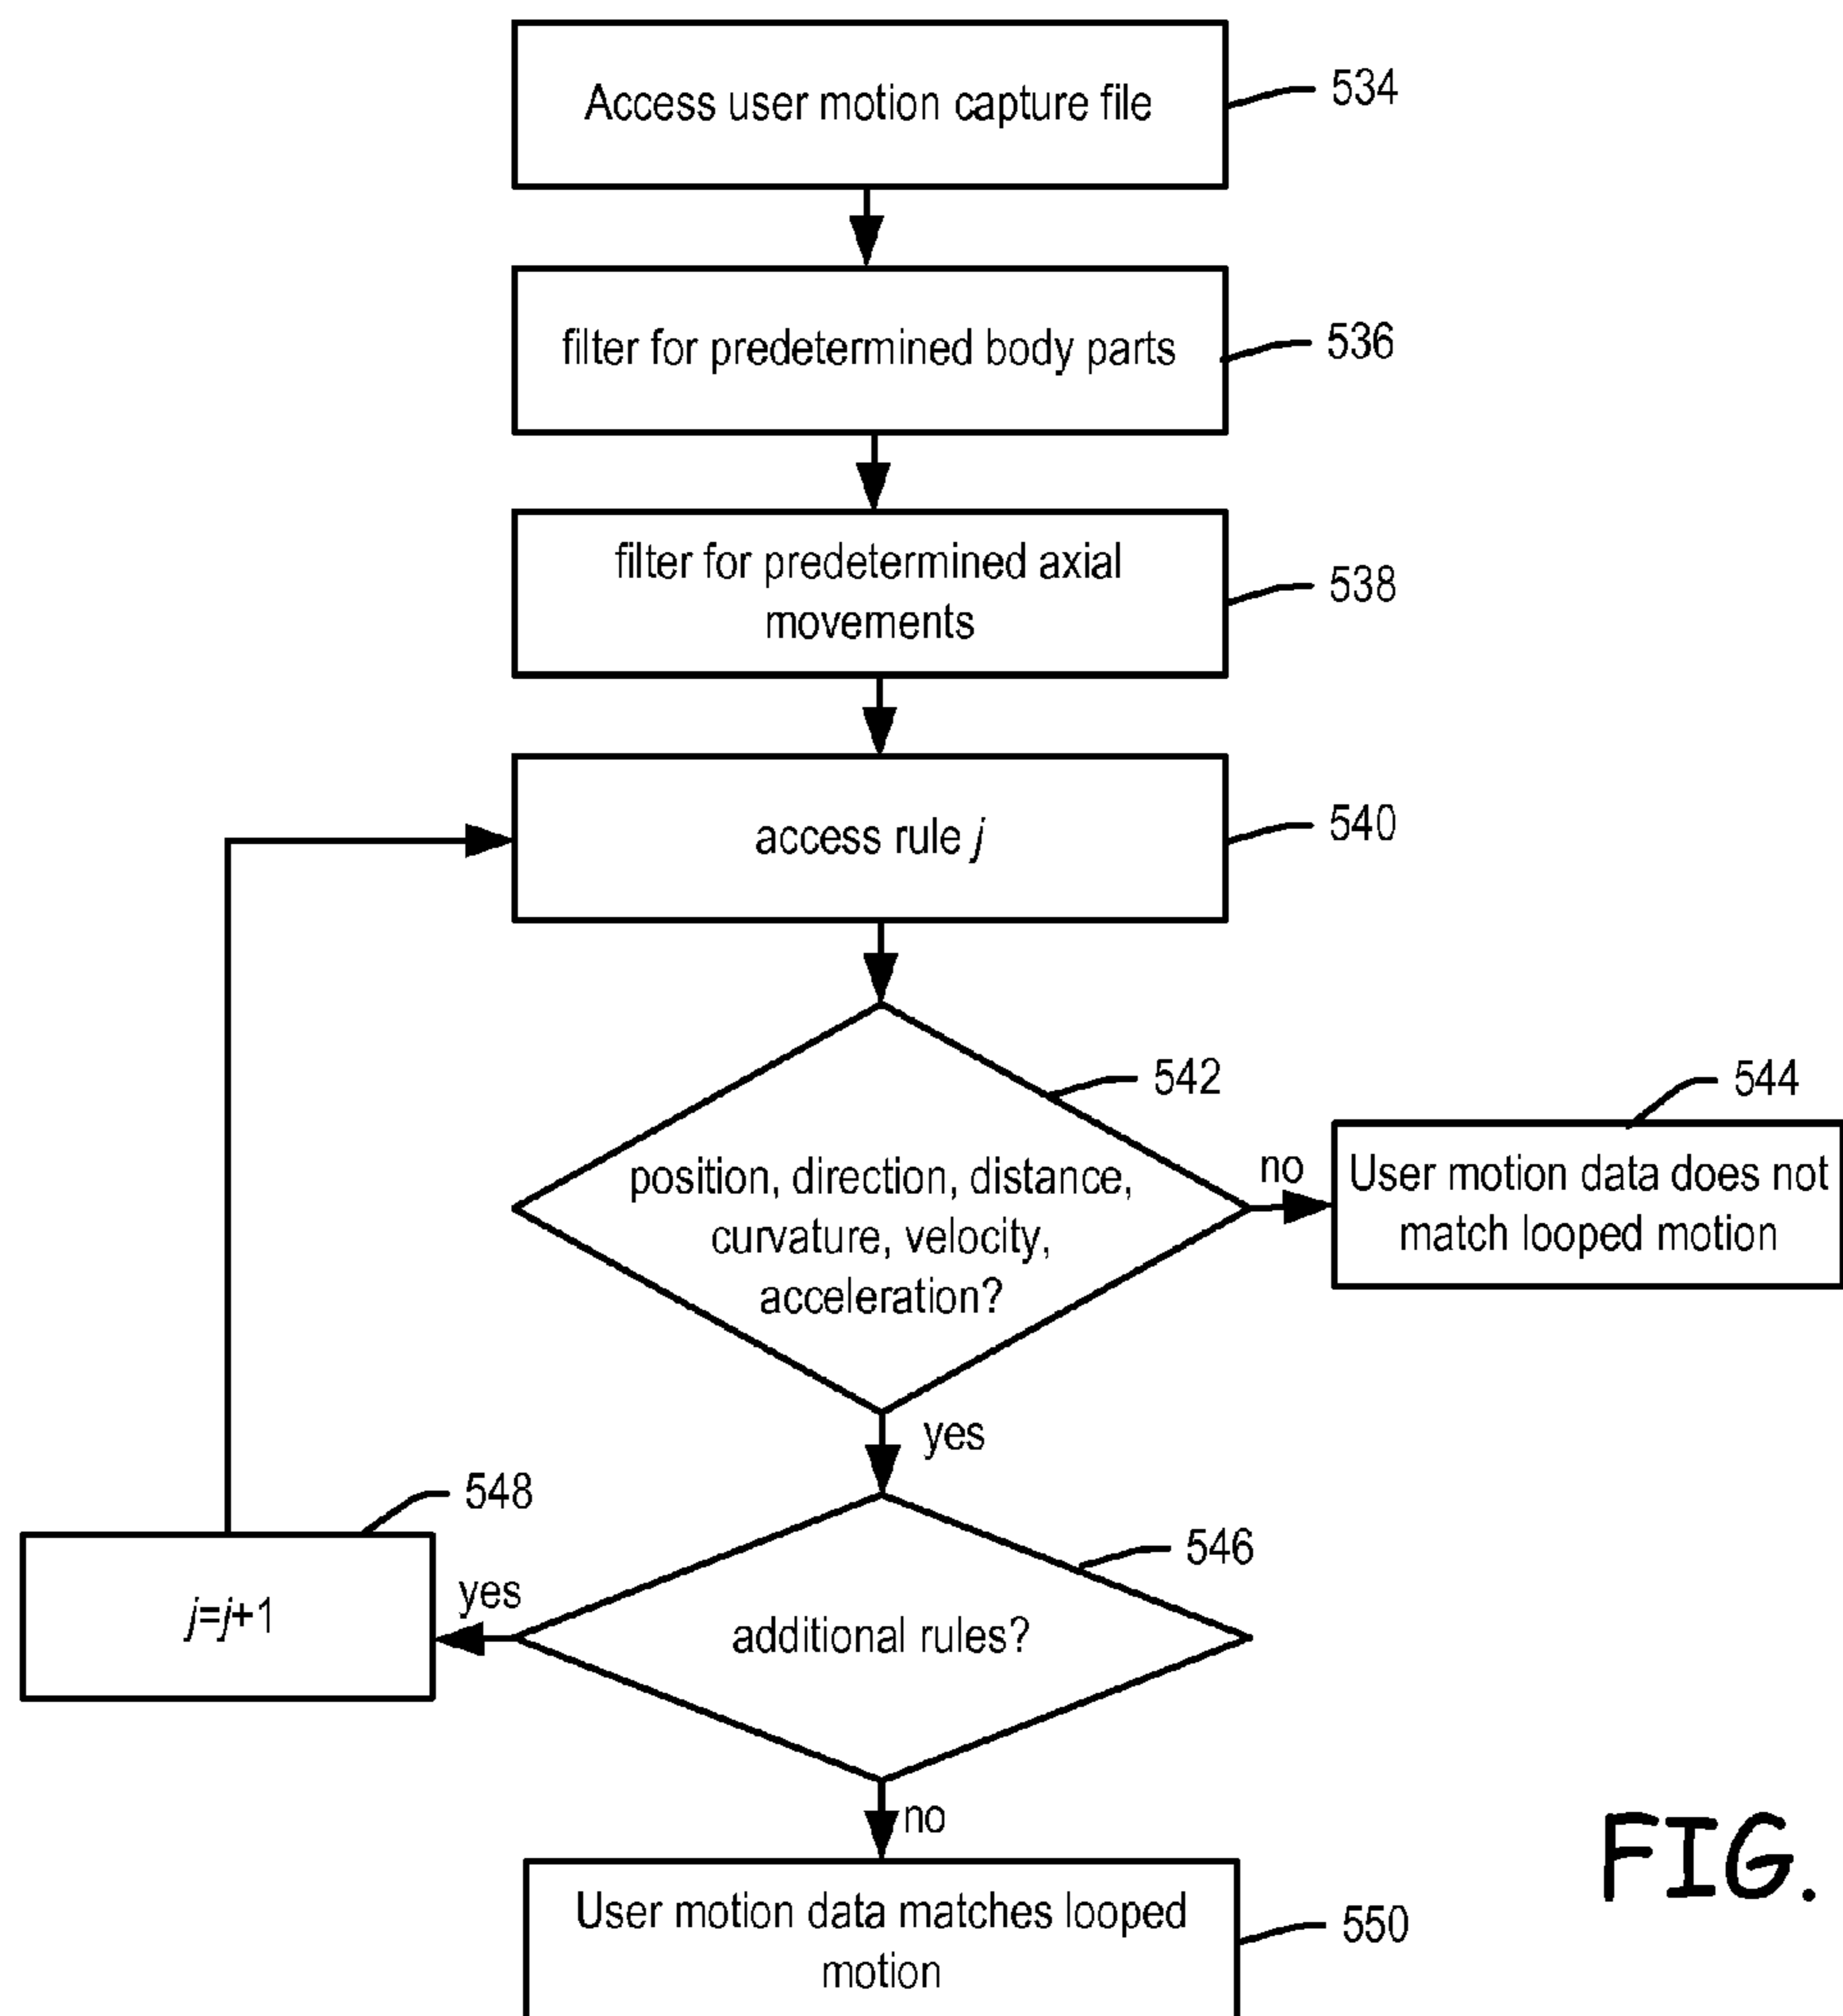 Access user motion capture file
534
filter for predetermined body parts
536
filter for predetermined axial
movements
538
access rule j
540
542
position, direction, distance,
curvature, velocity,
acceleration?
no
544
User motion data does not
match looped motion
yes
548
j=j+1
yes
546
additional rules?
no
User motion data matches looped
motion
550
FIG.